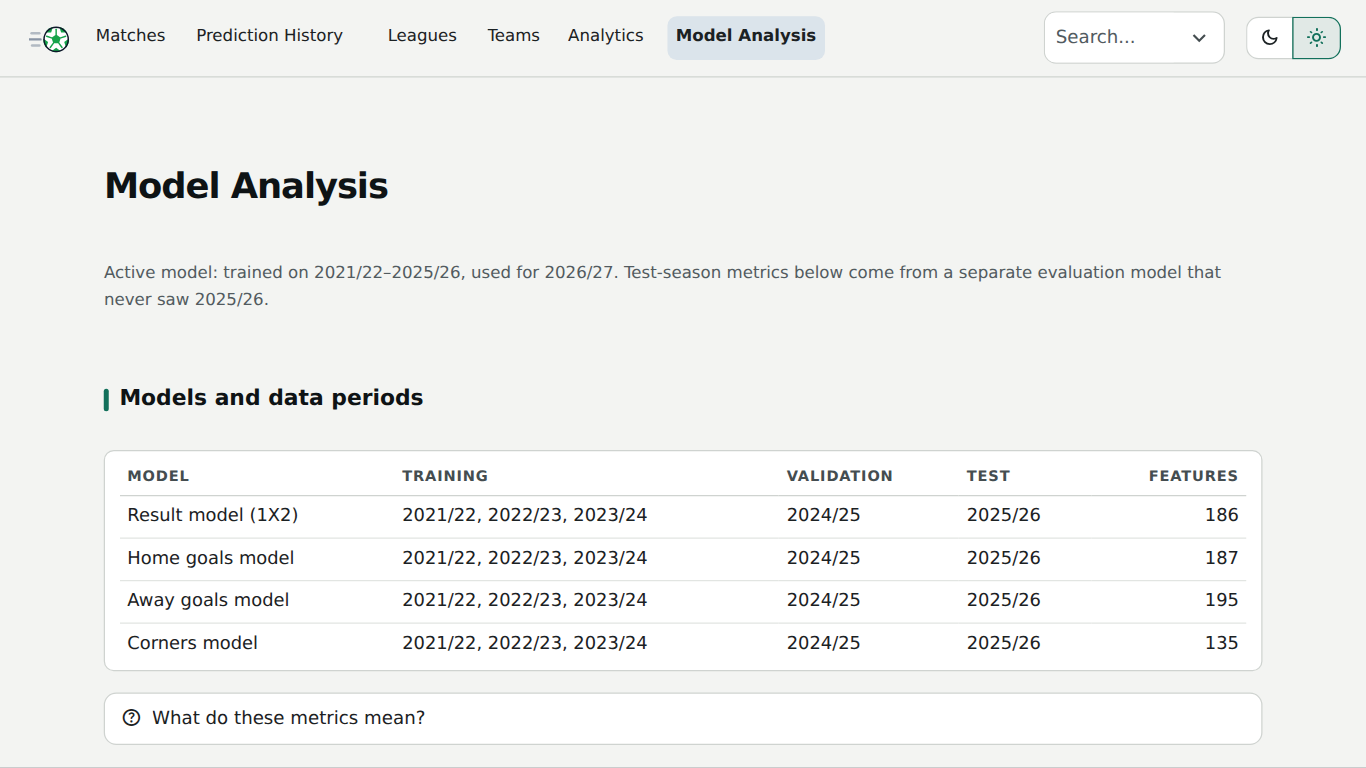 Matches Prediction History Leagues Teams Analytics Model Analysis Search...
Model Analysis
Active model: trained on 2021/22–2025/26, used for 2026/27. Test-season metrics below come from a separate evaluation model that
never saw 2025/26.
Models and data periods
MODEL TRAINING VALIDATION TEST FEATURES
Result model (1X2) 2021/22, 2022/23, 2023/24 2024/25 2025/26 186
Home goals model 2021/22, 2022/23, 2023/24 2024/25 2025/26 187
Away goals model 2021/22, 2022/23, 2023/24 2024/25 2025/26 195
Corners model 2021/22, 2022/23, 2023/24 2024/25 2025/26 135
What do these metrics mean?